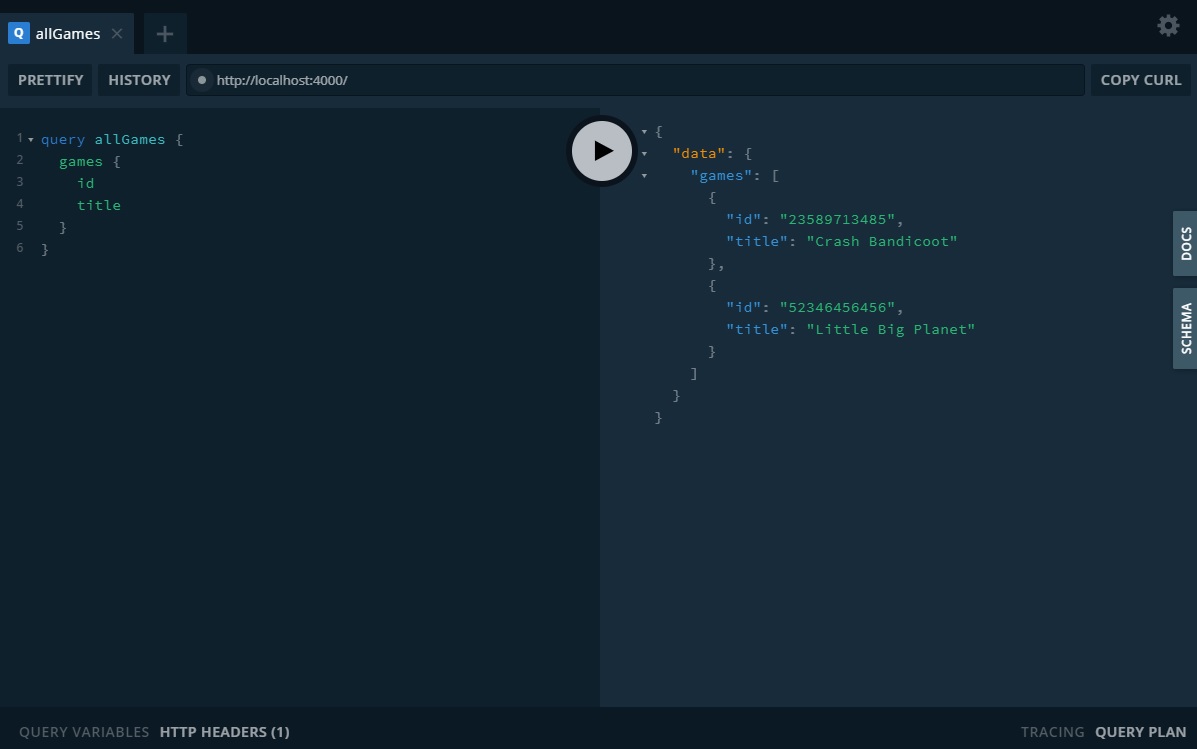 Q allGames
PRETTIFY HISTORY http://localhost:4000/ COPY CURL
1 query allGames {
2 games {
3 id
4 title
5 }
6 }
{
"data": {
"games": [
{
"id": "23589713485",
"title": "Crash Bandicoot"
},
{
"id": "52346456456",
"title": "Little Big Planet"
}
]
}
}
DOCS
SCHEMA
QUERY VARIABLES HTTP HEADERS (1) TRACING QUERY PLAN